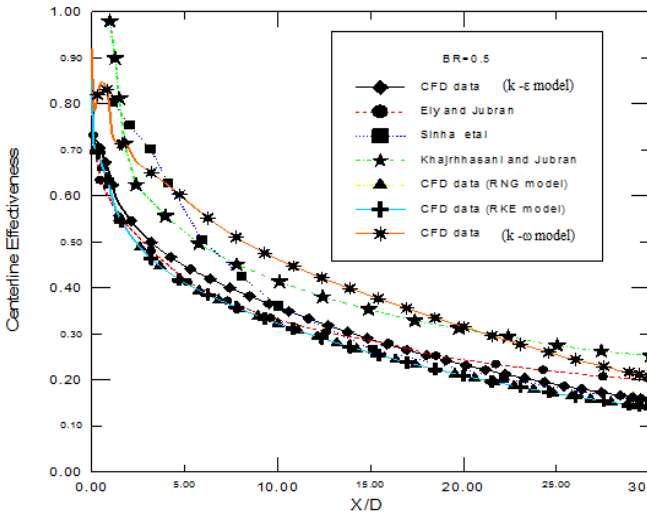 1.00
0.90
0.80
0.70
0.60
0.50
0.40
0.30
0.20
0.10
0.00
Centerline Effectiveness
BR=0.5
CFD data (k -ε model)
Ely and Jubran
Sinha etal
Khajrhhasani and Jubran
CFD data (RNG model)
CFD data (RKE model)
CFD data (k -ω model)
0.00 5.00 10.00 15.00 20.00 25.00 30.0
X/D